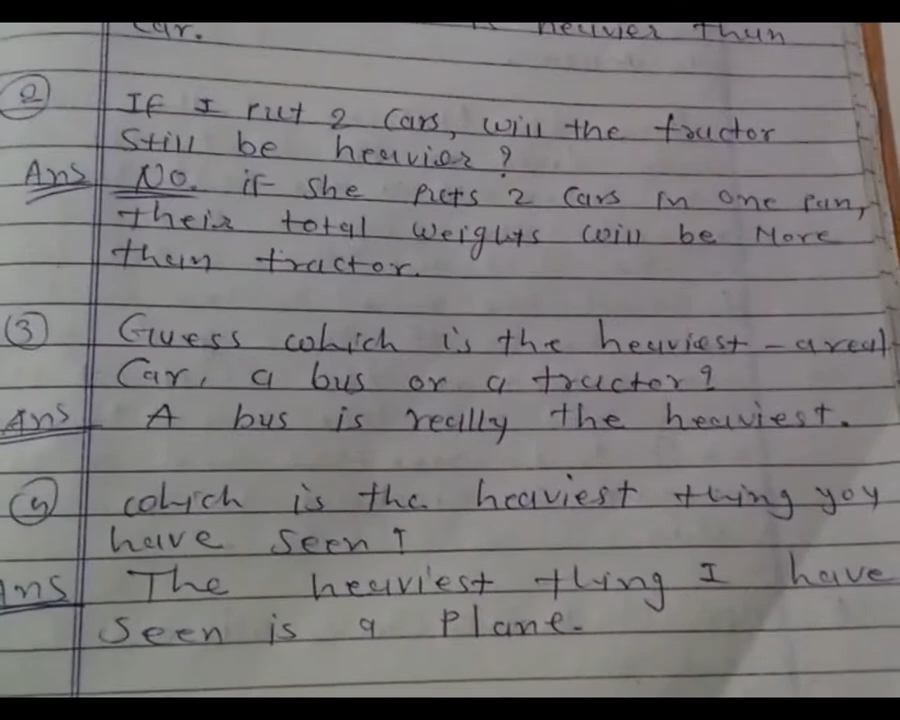 Car. heavier than
② If I put 2 Cars, will the tractor
Still be heavier?
Ans No. if she puts 2 Cars in one pan,
their total weights will be More
than tractor.
③ Guess which is the heaviest - a real
Car, a bus or a tractor?
Ans A bus is really the heaviest.
④ which is the heaviest thing you
have seen?
Ans The heaviest thing I have
Seen is a Plane.